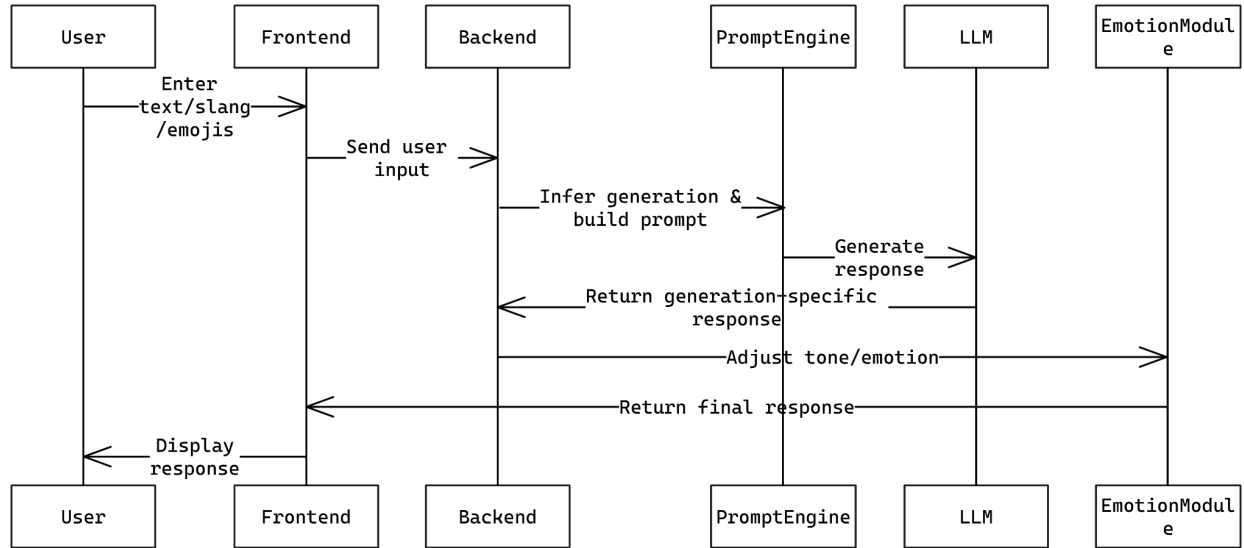 User
Frontend
Backend
PromptEngine
LLM
EmotionModul
e
Enter
text/slang
/emojis
Send user
input
Infer generation &
build prompt
Generate
response
Return generation-specific
response
Adjust tone/emotion
Return final response
Display
response
User
Frontend
Backend
PromptEngine
LLM
EmotionModul
e